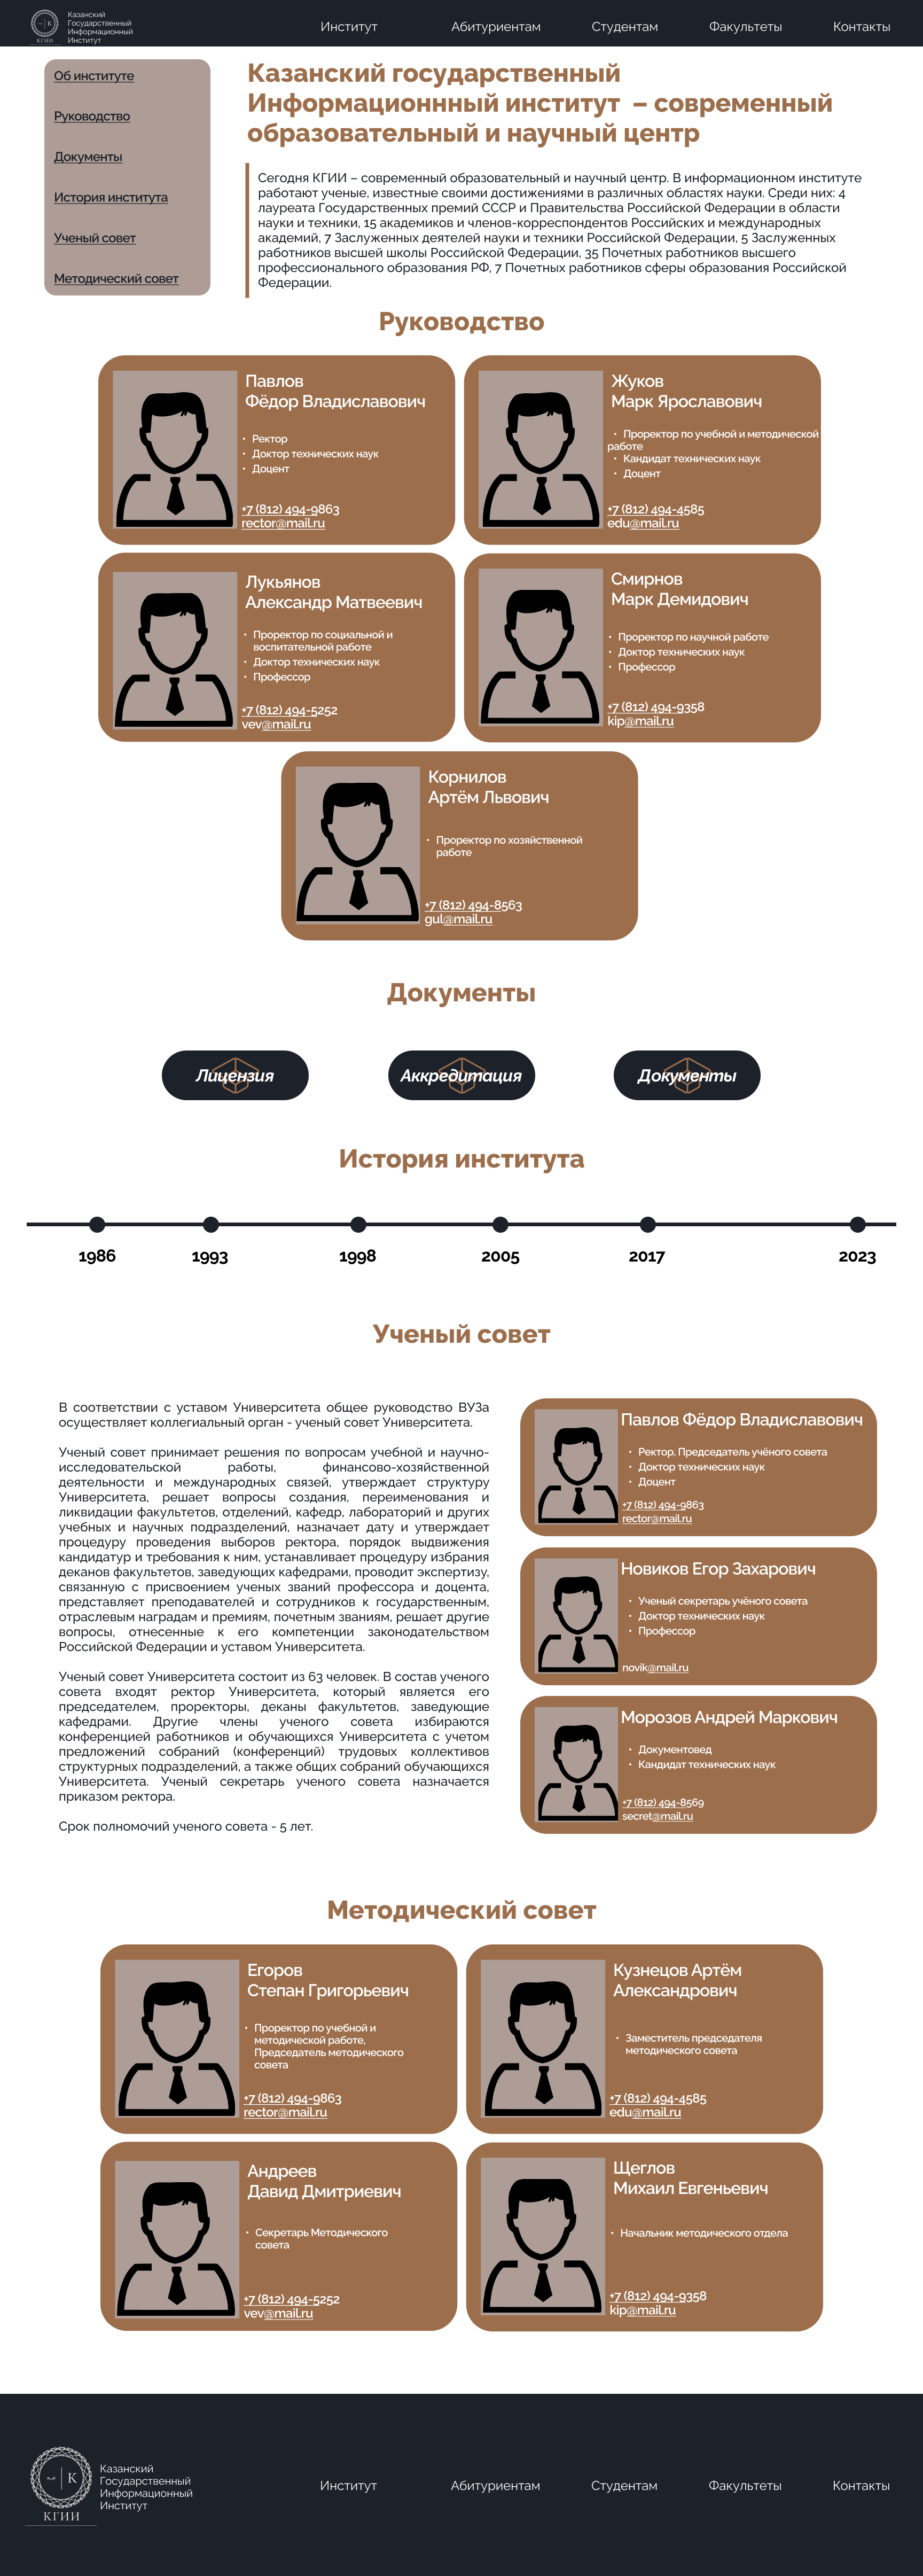 Казанский
Государственный
Информационный
Институт
КГИИ
Институт
Абитуриентам
Студентам
Факультеты
Контакты
Об институте
Руководство
Документы
История института
Ученый совет
Методический совет
Казанский государственный
Информационнный институт – современный
образовательный и научный центр
Сегодня КГИИ – современный образовательный и научный центр. В информационном институте
работают ученые, известные своими достижениями в различных областях науки. Среди них: 4
лауреата Государственных премий СССР и Правительства Российской Федерации в области
науки и техники, 15 академиков и членов-корреспондентов Российских и международных
академий, 7 Заслуженных деятелей науки и техники Российской Федерации, 5 Заслуженных
работников высшей школы Российской Федерации, 35 Почетных работников высшего
профессионального образования РФ, 7 Почетных работников сферы образования Российской
Федерации.
Руководство
Павлов
Фёдор Владиславович
• Ректор
• Доктор технических наук
• Доцент
+7 (812) 494-9863
rector@mail.ru
Жуков
Марк Ярославович
• Проректор по учебной и методической
работе
• Кандидат технических наук
• Доцент
+7 (812) 494-4585
edu@mail.ru
Лукьянов
Александр Матвеевич
• Проректор по социальной и
воспитательной работе
• Доктор технических наук
• Профессор
+7 (812) 494-5252
vev@mail.ru
Смирнов
Марк Демидович
• Проректор по научной работе
• Доктор технических наук
• Профессор
+7 (812) 494-9358
kip@mail.ru
Корнилов
Артём Львович
• Проректор по хозяйственной
работе
+7 (812) 494-8563
gul@mail.ru
Документы
Лицензия
Аккредитация
Документы
История института
1986
1993
1998
2005
2017
2023
Ученый совет
В соответствии с уставом Университета общее руководство ВУЗа
осуществляет коллегиальный орган - ученый совет Университета.
Ученый совет принимает решения по вопросам учебной и научно-
исследовательской работы, финансово-хозяйственной
деятельности и международных связей, утверждает структуру
Университета, решает вопросы создания, переименования и
ликвидации факультетов, отделений, кафедр, лабораторий и других
учебных и научных подразделений, назначает дату и утверждает
процедуру проведения выборов ректора, порядок выдвижения
кандидатур и требования к ним, устанавливает процедуру избрания
деканов факультетов, заведующих кафедрами, проводит экспертизу,
связанную с присвоением ученых званий профессора и доцента,
представляет преподавателей и сотрудников к государственным,
отраслевым наградам и премиям, почетным званиям, решает другие
вопросы, отнесенные к его компетенции законодательством
Российской Федерации и уставом Университета.
Ученый совет Университета состоит из 63 человек. В состав ученого
совета входят ректор Университета, который является его
председателем, проректоры, деканы факультетов, заведующие
кафедрами. Другие члены ученого совета избираются
конференцией работников и обучающихся Университета с учетом
предложений собраний (конференций) трудовых коллективов
структурных подразделений, а также общих собраний обучающихся
Университета. Ученый секретарь ученого совета назначается
приказом ректора.
Срок полномочий ученого совета - 5 лет.
Павлов Фёдор Владиславович
• Ректор, Председатель учёного совета
• Доктор технических наук
• Доцент
+7 (812) 494-9863
rector@mail.ru
Новиков Егор Захарович
• Ученый секретарь учёного совета
• Доктор технических наук
• Профессор
novik@mail.ru
Морозов Андрей Маркович
• Документовед
• Кандидат технических наук
+7 (812) 494-8569
secret@mail.ru
Методический совет
Егоров
Степан Григорьевич
• Проректор по учебной и
методической работе,
Председатель методического
совета
+7 (812) 494-9863
rector@mail.ru
Кузнецов Артём
Александрович
• Заместитель председателя
методического совета
+7 (812) 494-4585
edu@mail.ru
Андреев
Давид Дмитриевич
• Секретарь Методического
совета
+7 (812) 494-5252
vev@mail.ru
Щеглов
Михаил Евгеньевич
• Начальник методического отдела
+7 (812) 494-9358
kip@mail.ru
К
КГИИ
Казанский
Государственный
Информационный
Институт
Институт
Абитуриентам
Студентам
Факультеты
Контакты